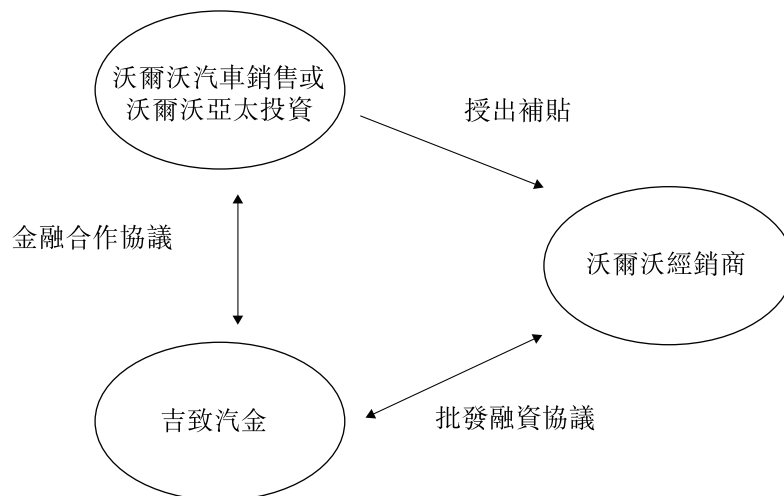 沃爾沃汽車銷售或
沃爾沃亞太投資
授出補貼
金融合作協議
沃爾沃經銷商
吉致汽金
批發融資協議